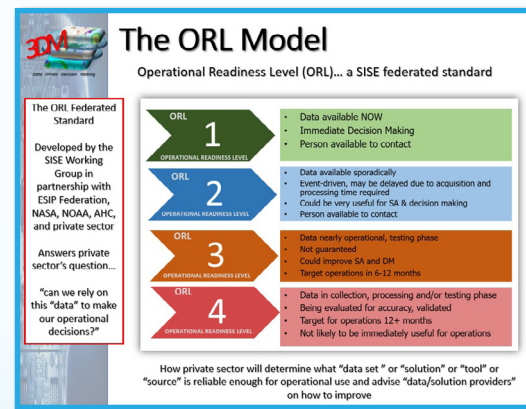 3DM
Data Driven Decision Making
The ORL Model
Operational Readiness Level (ORL)... a SISE federated standard
The ORL Federated
Standard
Developed by the
SISE Working
Group in
partnership with
ESIP Federation,
NASA, NOAA, AHC,
and private sector
Answers private
sector's question...
"can we rely on
this "data" to make
our operational
decisions?"
ORL
1
OPERATIONAL READINESS LEVEL
• Data available NOW
• Immediate Decision Making
• Person available to contact
ORL
2
OPERATIONAL READINESS LEVEL
• Data available sporadically
• Event-driven, may be delayed due to acquisition and
processing time required
• Could be very useful for SA & decision making
• Person available to contact
ORL
3
OPERATIONAL READINESS LEVEL
• Data nearly operational, testing phase
• Not guaranteed
• Could improve SA and DM
• Target operations in 6-12 months
ORL
4
OPERATIONAL READINESS LEVEL
• Data in collection, processing and/or testing phase
• Being evaluated for accuracy, validated
• Target for operations 12+ months
• Not likely to be immediately useful for operations
How private sector will determine what "data set " or "solution" or "tool" or
"source" is reliable enough for operational use and advise "data/solution providers"
on how to improve